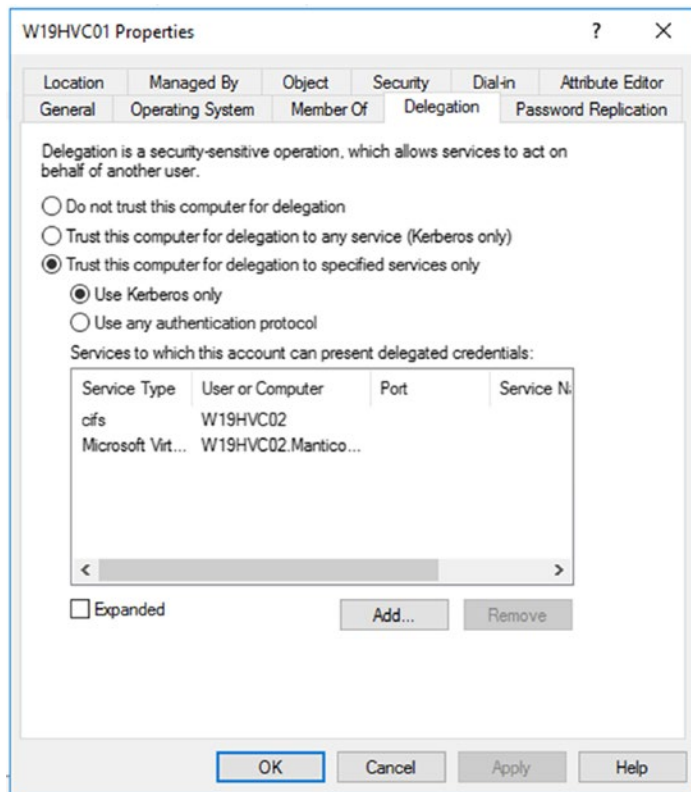 W19HVC01 Properties
?
Location Managed By Object Security Dial-in Attribute Editor
General Operating System Member Of Delegation Password Replication
Delegation is a security-sensitive operation, which allows services to act on
behalf of another user.
Do not trust this computer for delegation
Trust this computer for delegation to any service (Kerberos only)
Trust this computer for delegation to specified services only
Use Kerberos only
Use any authentication protocol
Services to which this account can present delegated credentials:
Service Type User or Computer Port Service Na
cifs W19HVC02
Microsoft Virt... W19HVC02.Mantico...
Expanded Add... Remove
OK Cancel Apply Help